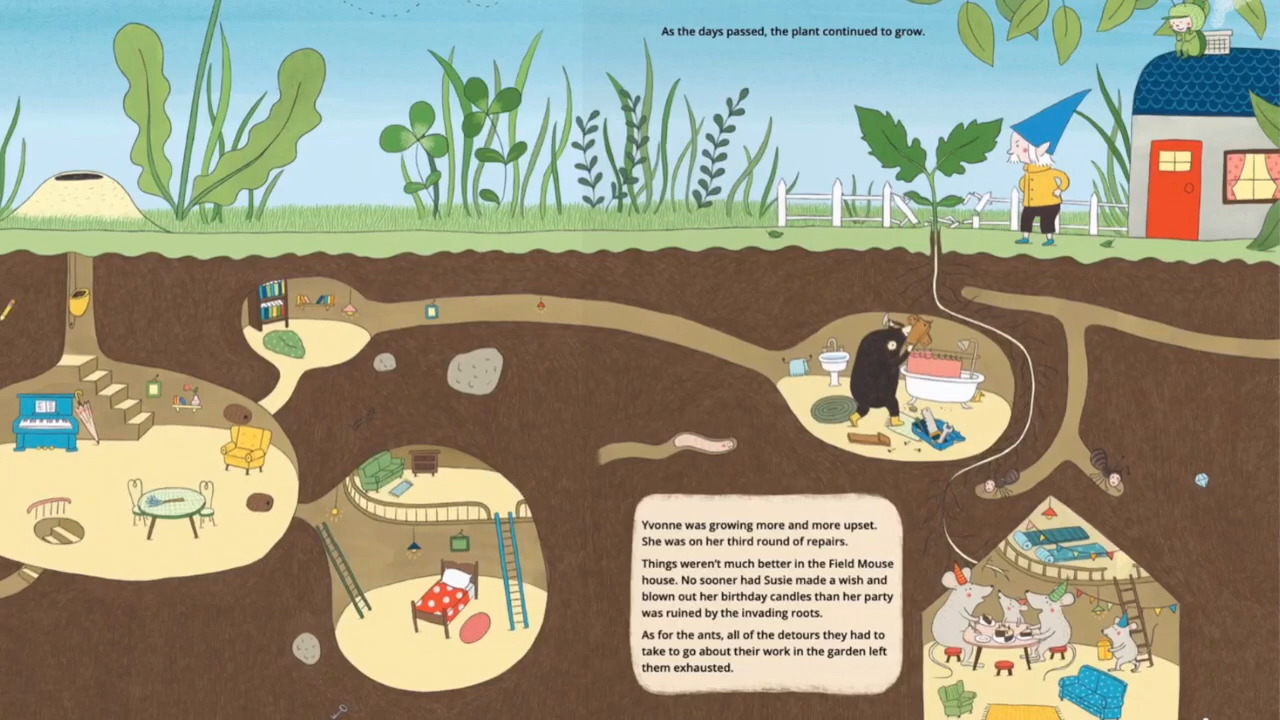 As the days passed, the plant continued to grow.
Yvonne was growing more and more upset.
She was on her third round of repairs.
Things weren't much better in the Field Mouse
house. No sooner had Susie made a wish and
blown out her birthday candles than her party
was ruined by the invading roots.
As for the ants, all of the detours they had to
take to go about their work in the garden left
them exhausted.